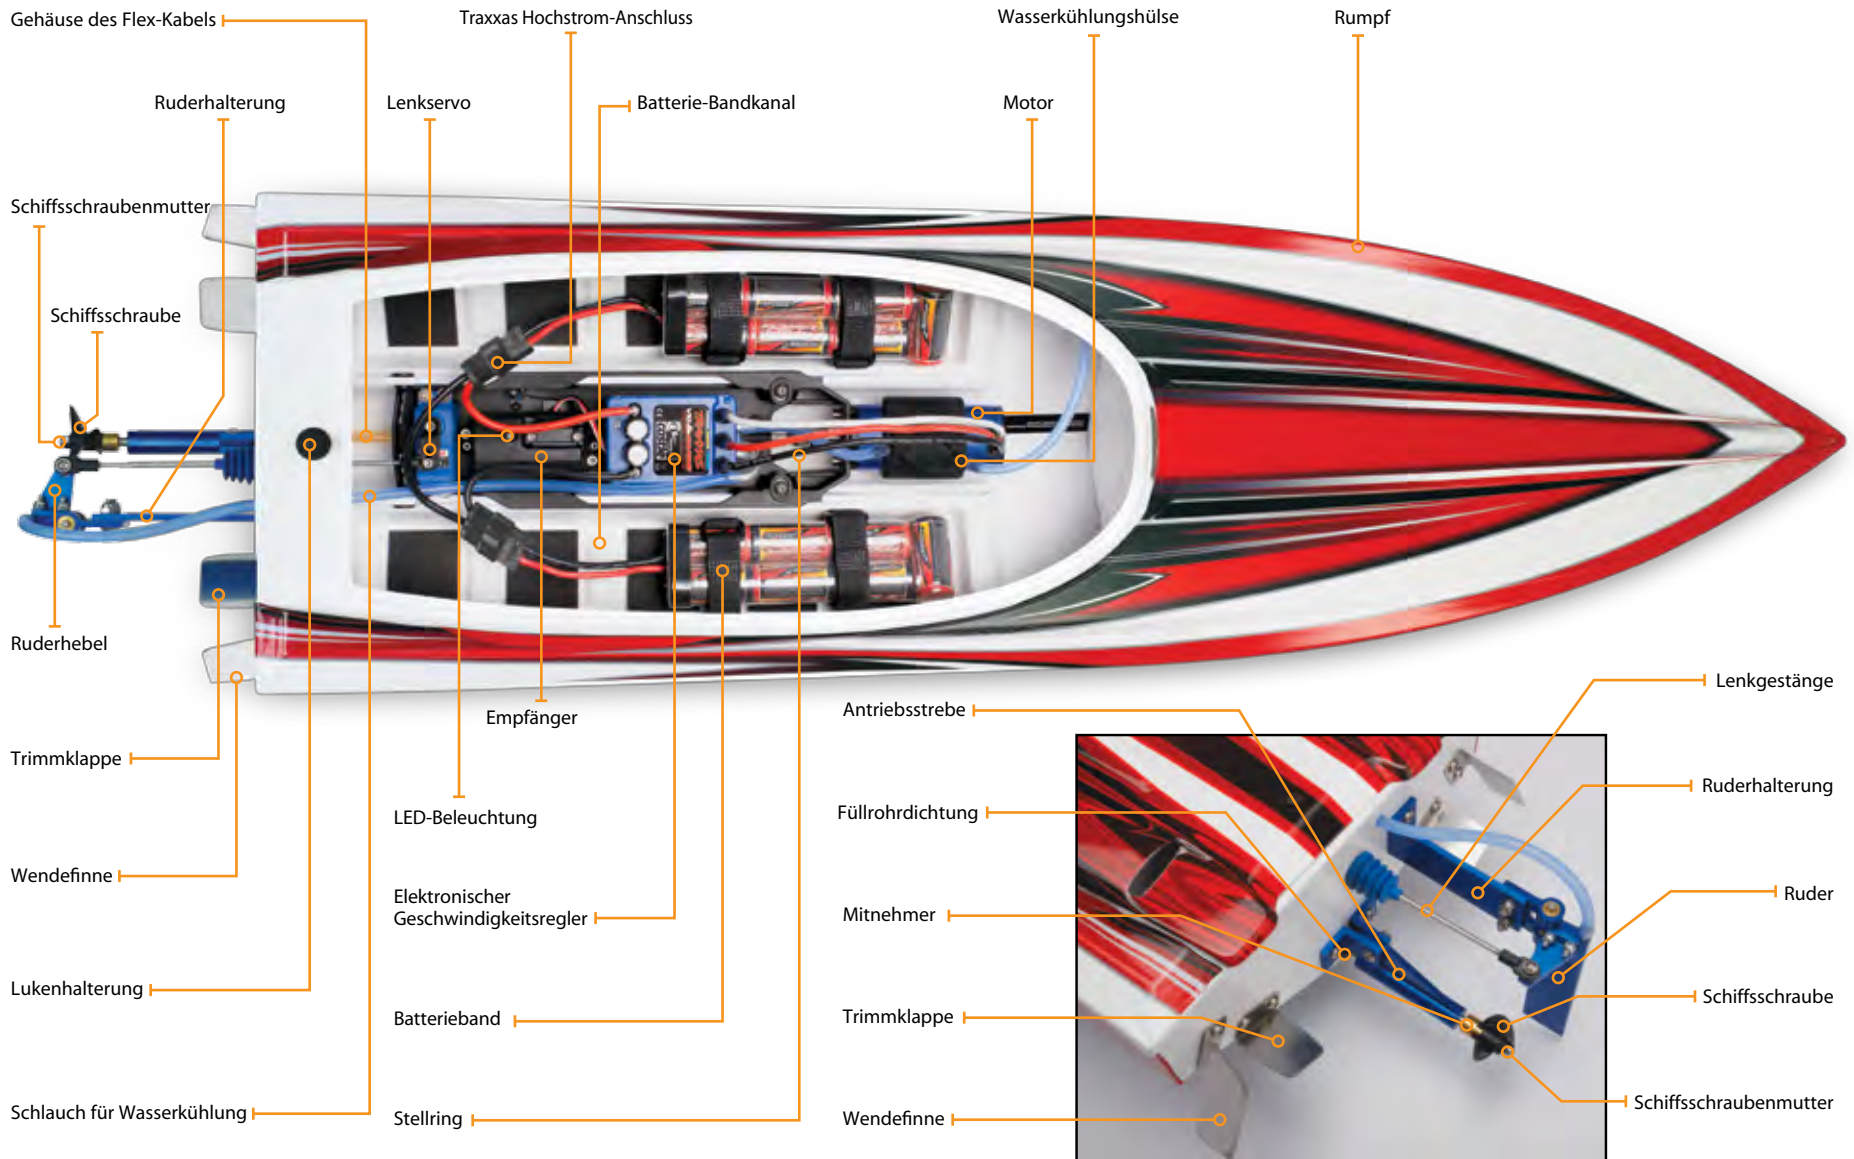 Gehäuse des Flex-Kabels
Traxxas Hochstrom-Anschluss
Wasserkühlungshülse
Rumpf
Ruderhalterung
Lenkservo
Batterie-Bandkanal
Motor
Schiffsschraubenmutter
Schiffsschraube
Ruderhebel
Trimmklappe
Wendefinne
Lukenhalterung
Schlauch für Wasserkühlung
Empfänger
LED-Beleuchtung
Elektronischer
Geschwindigkeitsregler
Batterieband
Stellring
Antriebsstrebe
Füllrohrdichtung
Mitnehmer
Trimmklappe
Wendefinne
Lenkgestänge
Ruderhalterung
Ruder
Schiffsschraube
Schiffsschraubenmutter